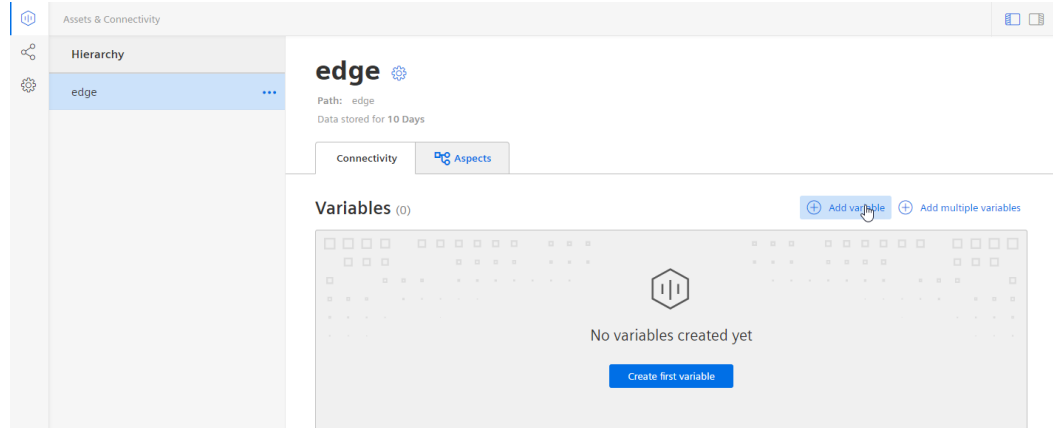 Assets & Connectivity
Hierarchy
edge
edge
Path: edge
Data stored for 10 Days
Connectivity
Aspects
Variables (0)
Add variable
Add multiple variables
No variables created yet
Create first variable